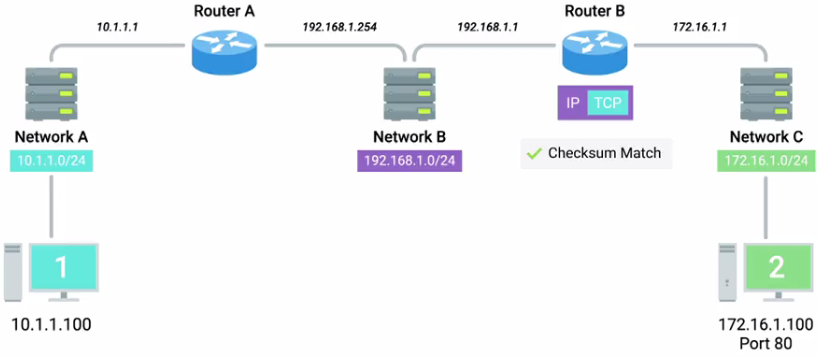 Router A
Router B
10.1.1.1
192.168.1.254
192.168.1.1
172.16.1.1
IP TCP
Network A
Network B
Network C
10.1.1.0/24
192.168.1.0/24
Checksum Match
172.16.1.0/24
1
2
10.1.1.100
172.16.1.100
Port 80